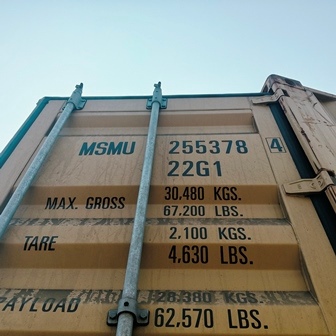 MSMU 255378 4
22G1
MAX. GROSS 30,480 KGS.
67,200 LBS.
TARE 2,100 KGS.
4,630 LBS.
PAYLOAD 28,380 KGS.
62,570 LBS.